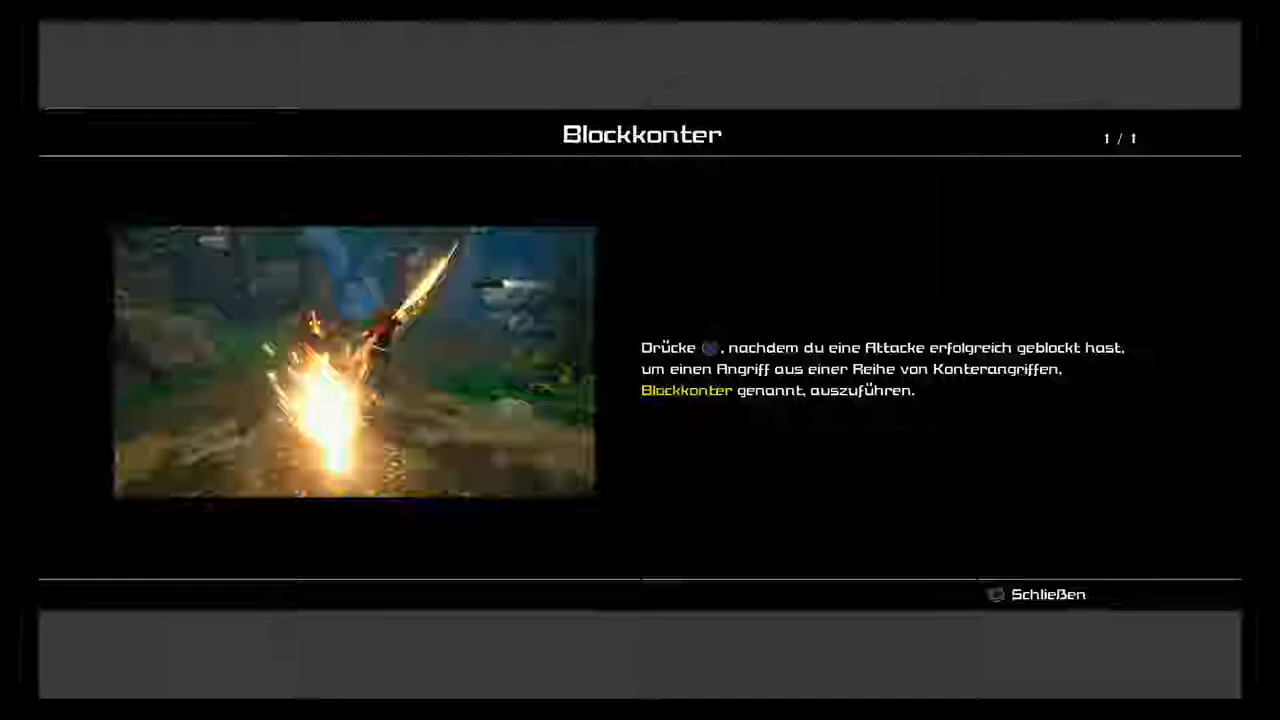 Blockkonter
1 / 1
Drücke , nachdem du eine Attacke erfolgreich geblockt hast,
um einen Angriff aus einer Reihe von Konterangriffen,
Blockkonter genannt, auszuführen.
Schließen